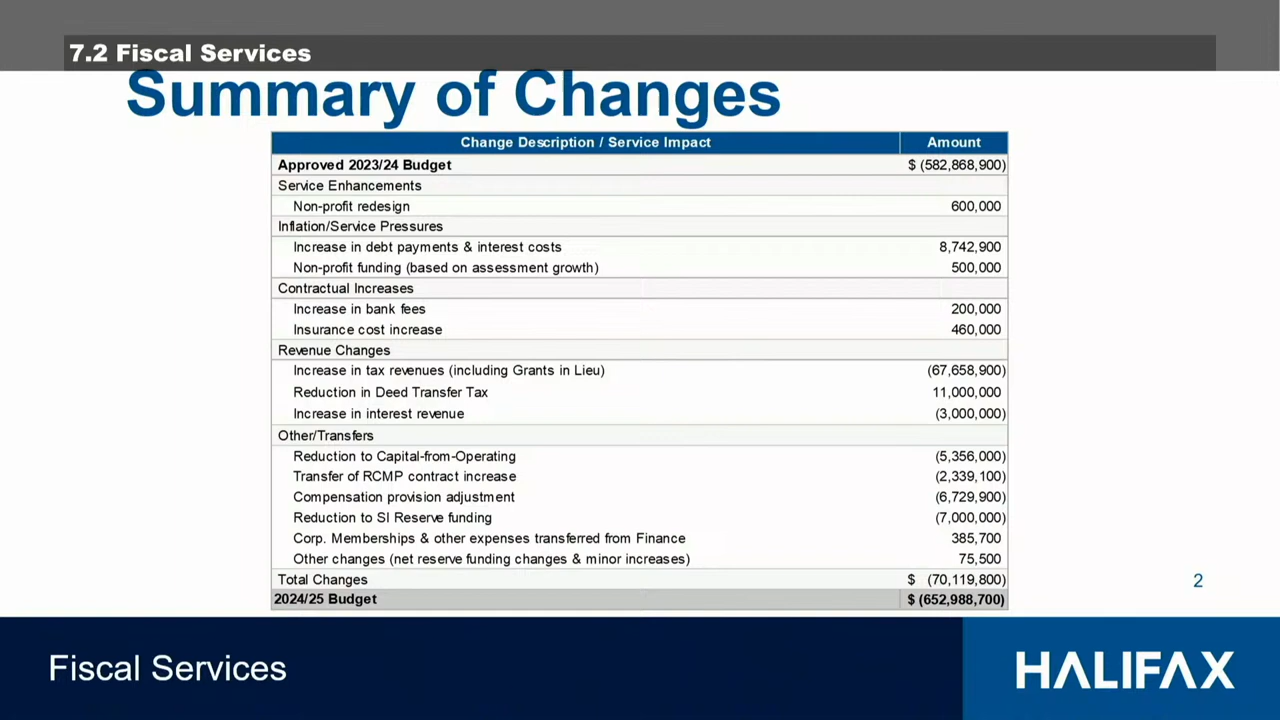 7.2 Fiscal Services
Summary of Changes
Change Description / Service Impact Amount
Approved 2023/24 Budget $ (582,868,900)
Service Enhancements
Non-profit redesign 600,000
Inflation/Service Pressures
Increase in debt payments & interest costs 8,742,900
Non-profit funding (based on assessment growth) 500,000
Contractual Increases
Increase in bank fees 200,000
Insurance cost increase 460,000
Revenue Changes
Increase in tax revenues (including Grants in Lieu) (67,658,900)
Reduction in Deed Transfer Tax 11,000,000
Increase in interest revenue (3,000,000)
Other/Transfers
Reduction to Capital-from-Operating (5,356,000)
Transfer of RCMP contract increase (2,339,100)
Compensation provision adjustment (6,729,900)
Reduction to SI Reserve funding (7,000,000)
Corp. Memberships & other expenses transferred from Finance 385,700
Other changes (net reserve funding changes & minor increases) 75,500
Total Changes $ (70,119,800)
2024/25 Budget $ (652,988,700)
2
Fiscal Services
HALIFAX